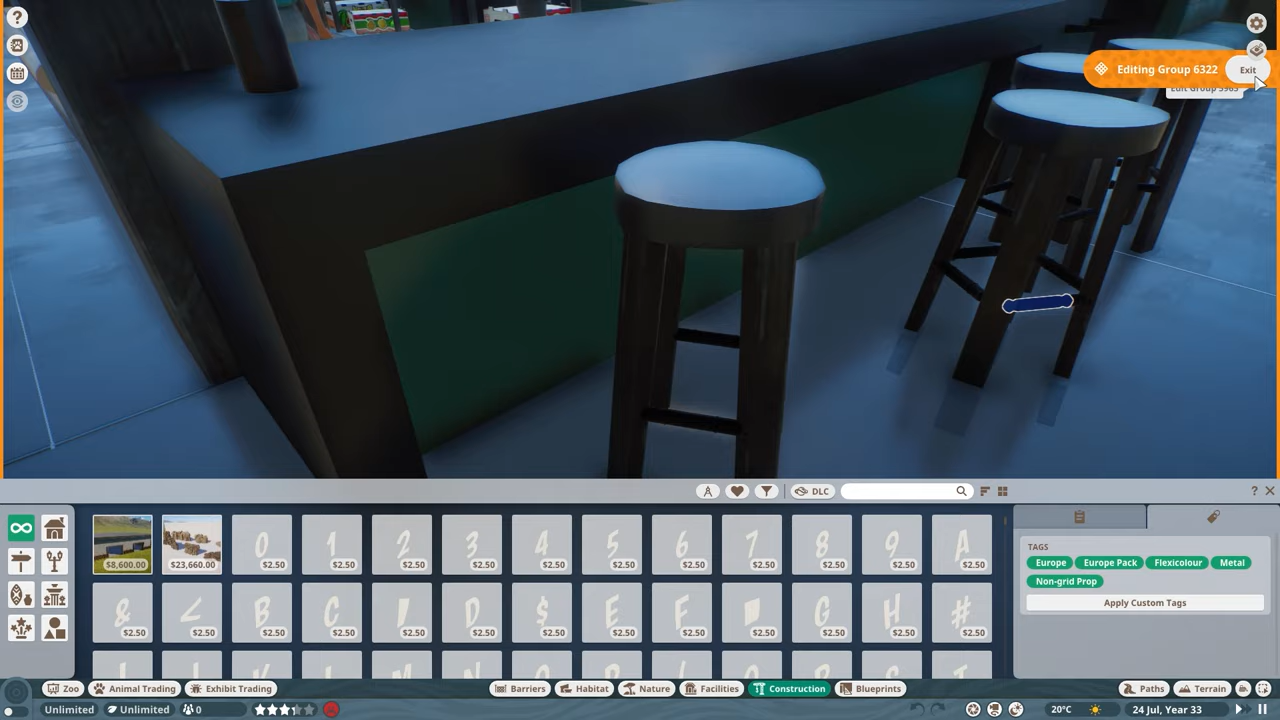 ?
Editing Group 6322
Exit
Edit Group 5963
DLC
?
$8,600.00
$23,660.00
0 $2.50
1 $2.50
2 $2.50
3 $2.50
4 $2.50
5 $2.50
6 $2.50
7 $2.50
8 $2.50
9 $2.50
A $2.50
& $2.50
< $2.50
B $2.50
C $2.50
$2.50
D $2.50
$ $2.50
E $2.50
F $2.50
$2.50
G $2.50
H $2.50
# $2.50
TAGS
Europe
Europe Pack
Flexicolour
Metal
Non-grid Prop
Apply Custom Tags
Zoo
Animal Trading
Exhibit Trading
Barriers
Habitat
Nature
Facilities
Construction
Blueprints
Paths
Terrain
Unlimited
Unlimited
0
20°C
24 Jul, Year 33